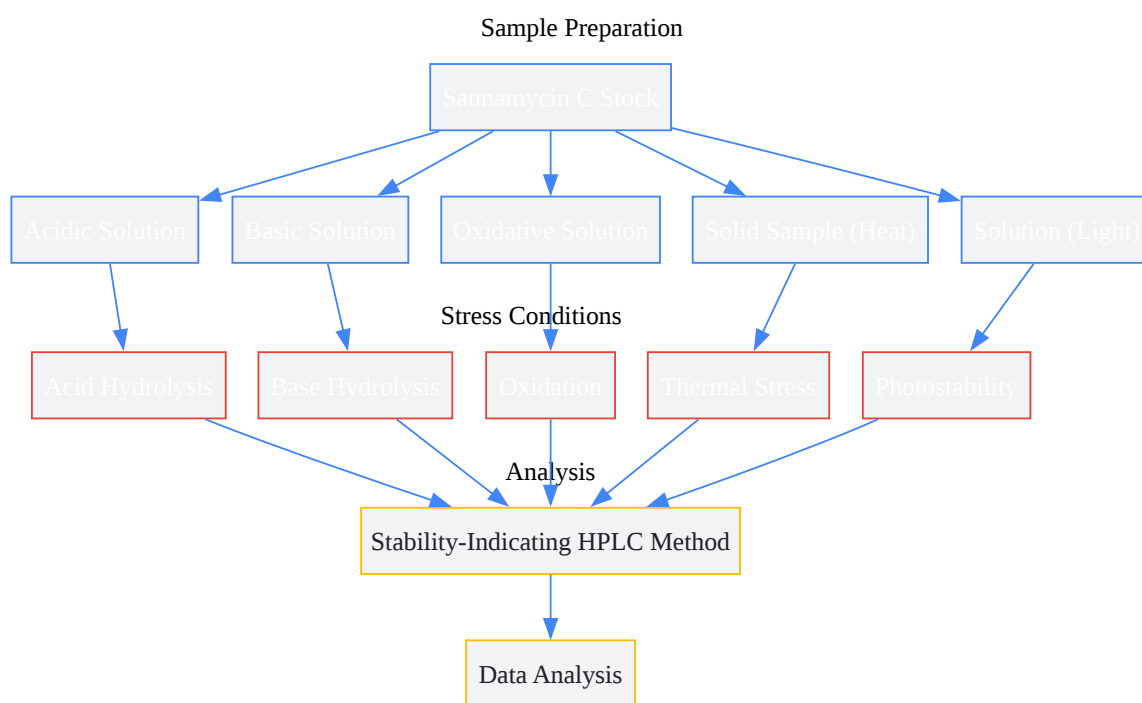 Sample Preparation
Sannamycin C Stock
Acidic Solution
Basic Solution
Oxidative Solution
Solid Sample (Heat)
Solution (Light)
Stress Conditions
Acid Hydrolysis
Base Hydrolysis
Oxidation
Thermal Stress
Photostability
Analysis
Stability-Indicating HPLC Method
Data Analysis